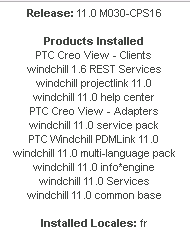 Release: 11.0 M030-CPS16
Products Installed
PTC Creo View - Clients
windchill 1.6 REST Services
windchill projectlink 11.0
windchill 11.0 help center
PTC Creo View - Adapters
windchill 11.0 service pack
PTC Windchill PDMLink 11.0
windchill 11.0 multi-language pack
windchill 11.0 info*engine
windchill 11.0 Services
windchill 11.0 common base
Installed Locales: fr